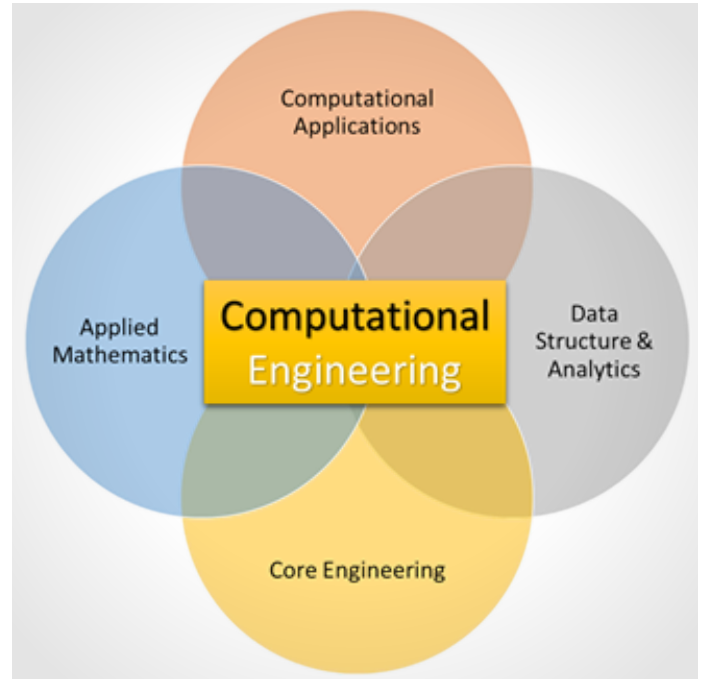 Computational
Applications
Applied
Mathematics
Computational
Engineering
Data
Structure &
Analytics
Core Engineering